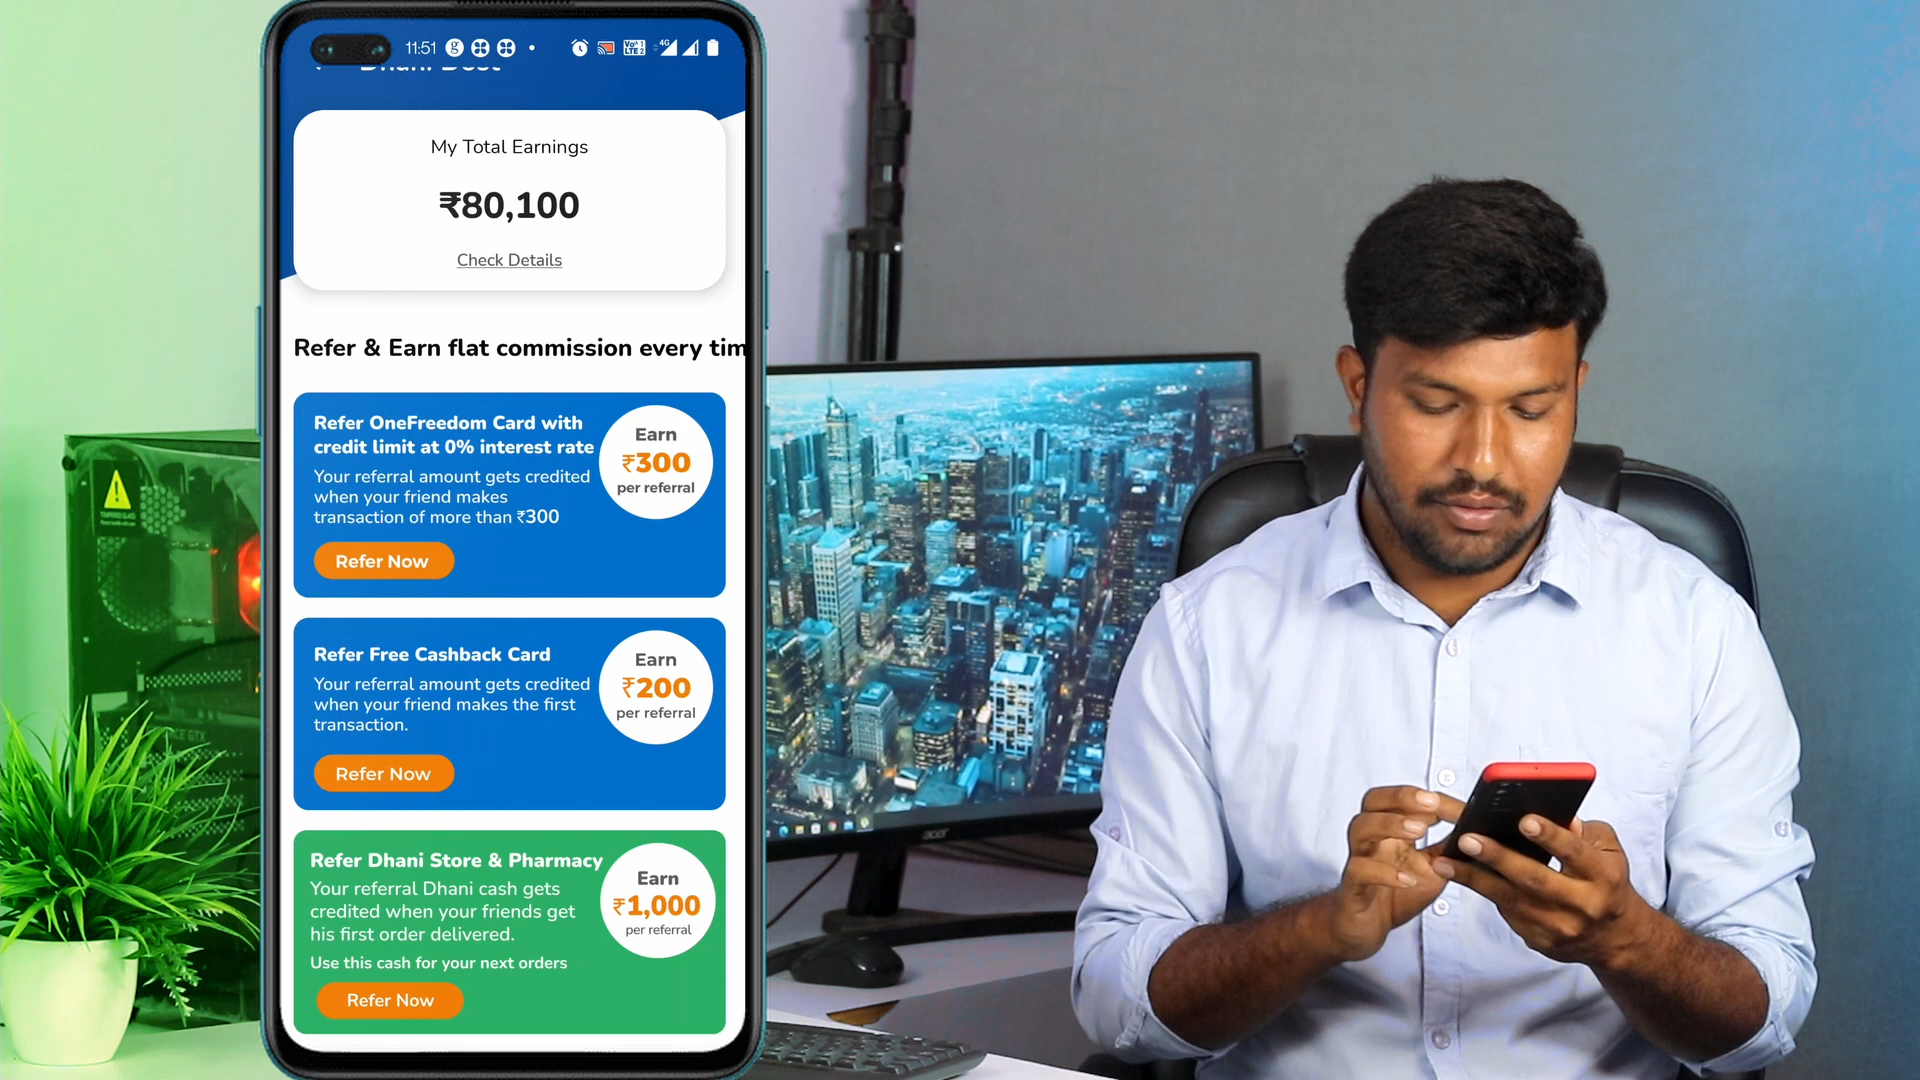 11:51
4G
My Total Earnings
₹80,100
Check Details
Refer & Earn flat commission every tim
Refer OneFreedom Card with
credit limit at 0% interest rate
Your referral amount gets credited
when your friend makes
transaction of more than ₹300
Earn
₹300
per referral
Refer Now
Refer Free Cashback Card
Your referral amount gets credited
when your friend makes the first
transaction.
Earn
₹200
per referral
Refer Now
Refer Dhani Store & Pharmacy
Your referral Dhani cash gets
credited when your friends get
his first order delivered.
Use this cash for your next orders
Earn
₹1,000
per referral
Refer Now
acer